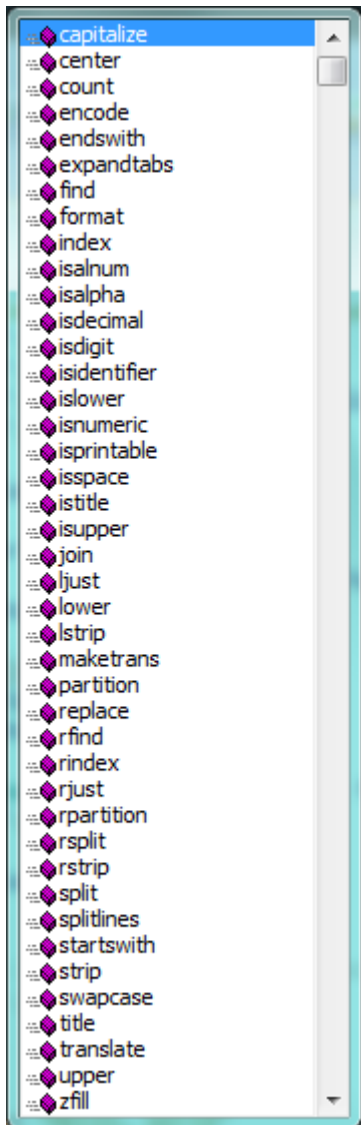 capitalize
center
count
encode
endswith
expandtabs
find
format
index
isalnum
isalpha
isdecimal
isdigit
isidentifier
islower
isnumeric
isprintable
isspace
istitle
isupper
join
ljust
lower
lstrip
maketrans
partition
replace
rfind
rindex
rjust
rpartition
rsplit
rstrip
split
splitlines
startswith
strip
swapcase
title
translate
upper
zfill